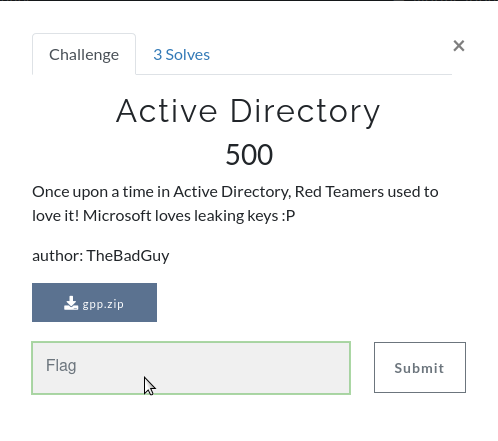 Challenge
3 Solves
×
Active Directory
500
Once upon a time in Active Directory, Red Teamers used to
love it! Microsoft loves leaking keys :P
author: TheBadGuy
gpp.zip
Flag
Submit